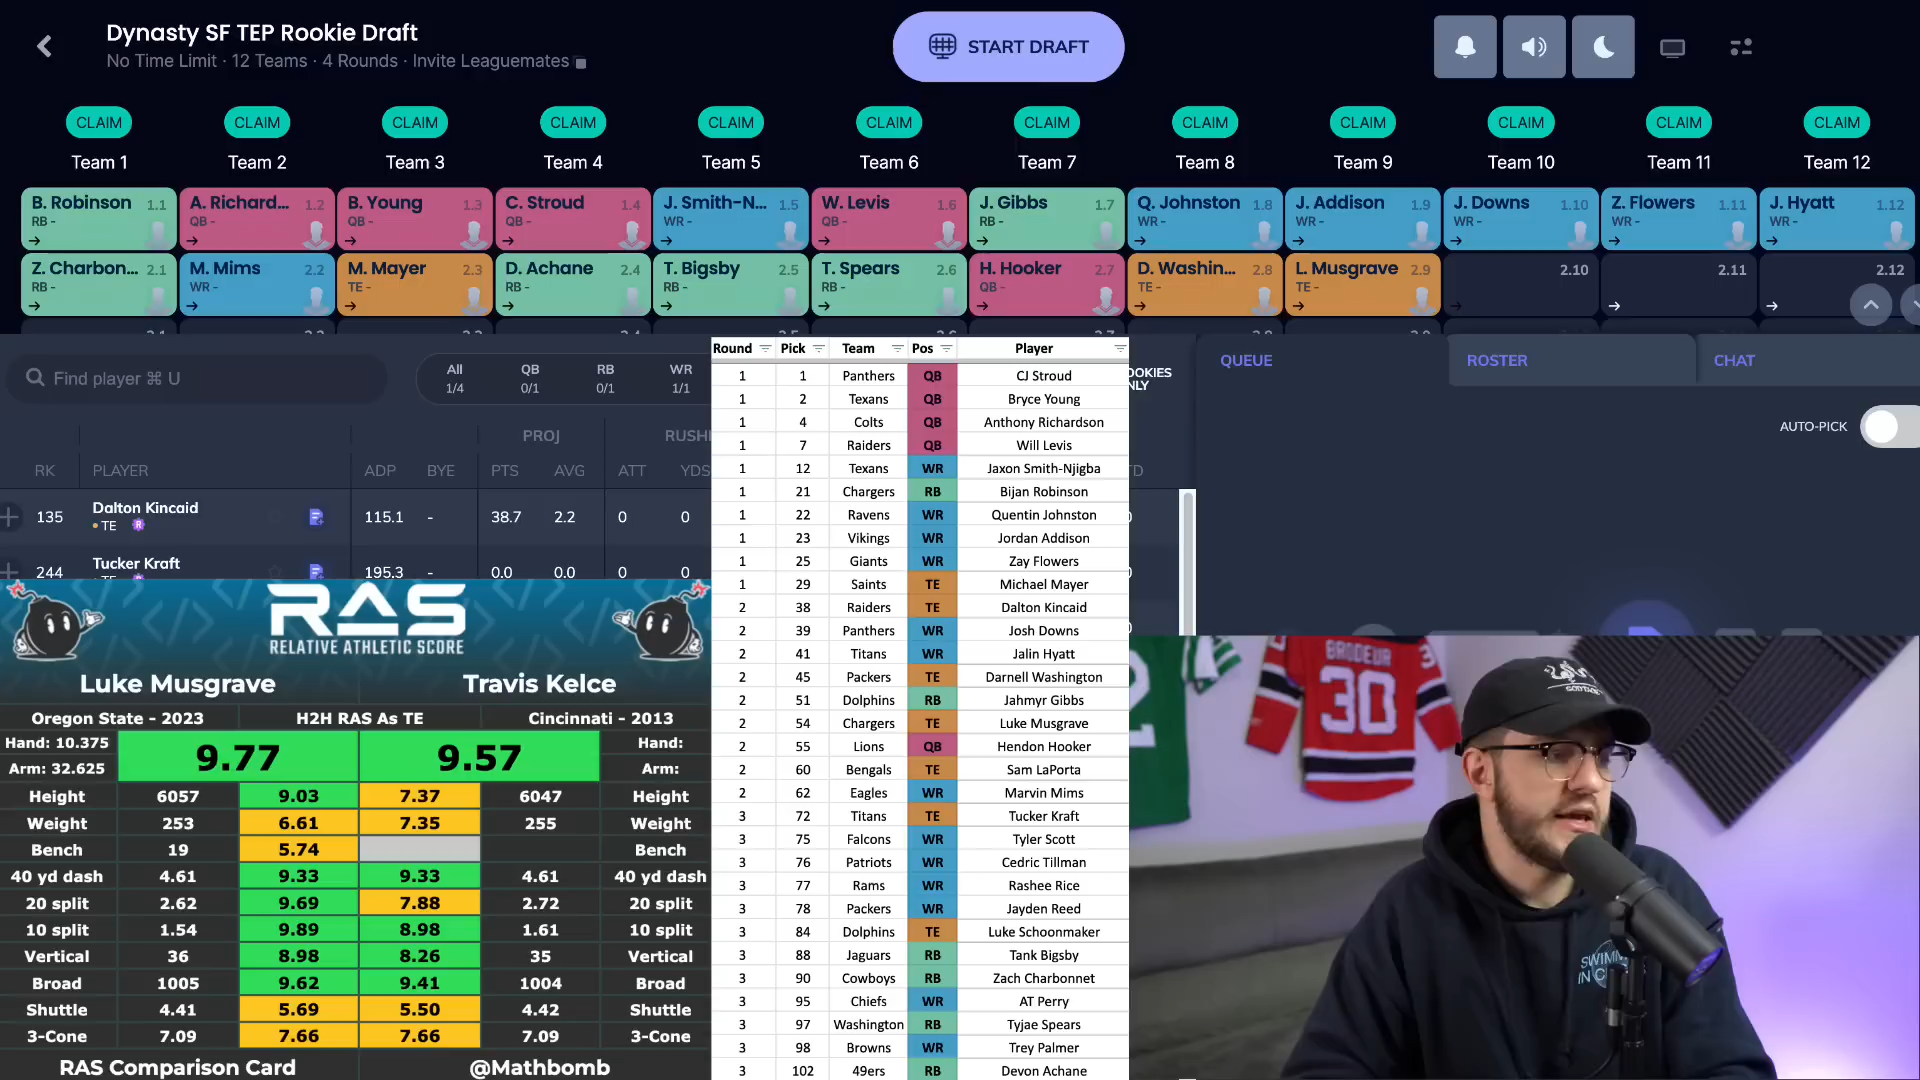 Dynasty SF TEP Rookie Draft
No Time Limit · 12 Teams · 4 Rounds · Invite Leaguemates
START DRAFT
CLAIM CLAIM CLAIM CLAIM CLAIM CLAIM CLAIM CLAIM CLAIM CLAIM CLAIM CLAIM
Team 1 Team 2 Team 3 Team 4 Team 5 Team 6 Team 7 Team 8 Team 9 Team 10 Team 11 Team 12
B. Robinson 1.1 A. Richard... 1.2 B. Young 1.3 C. Stroud 1.4 J. Smith-N... 1.5 W. Levis 1.6 J. Gibbs 1.7 Q. Johnston 1.8 J. Addison 1.9 J. Downs 1.10 Z. Flowers 1.11 J. Hyatt 1.12
RB - QB - QB - QB - WR - QB - RB - WR - WR - WR - WR - WR -
Z. Charbon... 2.1 M. Mims 2.2 M. Mayer 2.3 D. Achane 2.4 T. Bigsby 2.5 T. Spears 2.6 H. Hooker 2.7 D. Washin... 2.8 L. Musgrave 2.9 2.10 2.11 2.12
RB - WR - TE - RB - RB - RB - QB - TE - TE -
Find player ⌘ U
All QB RB WR
1/4 0/1 0/1 1/1
PROJ RUSHI
RK PLAYER ADP BYE PTS AVG ATT YDS
135 Dalton Kincaid 115.1 - 38.7 2.2 0 0
TE R
244 Tucker Kraft 195.3 - 0.0 0.0 0 0
OOKIES
NLY
TD
QUEUE ROSTER CHAT
AUTO-PICK
Round Pick Team Pos Player
1 1 Panthers QB CJ Stroud
1 2 Texans QB Bryce Young
1 4 Colts QB Anthony Richardson
1 7 Raiders QB Will Levis
1 12 Texans WR Jaxon Smith-Njigba
1 21 Chargers RB Bijan Robinson
1 22 Ravens WR Quentin Johnston
1 23 Vikings WR Jordan Addison
1 25 Giants WR Zay Flowers
1 29 Saints TE Michael Mayer
2 38 Raiders TE Dalton Kincaid
2 39 Panthers WR Josh Downs
2 41 Titans WR Jalin Hyatt
2 45 Packers TE Darnell Washington
2 51 Dolphins RB Jahmyr Gibbs
2 54 Chargers TE Luke Musgrave
2 55 Lions QB Hendon Hooker
2 60 Bengals TE Sam LaPorta
2 62 Eagles WR Marvin Mims
3 72 Titans TE Tucker Kraft
3 75 Falcons WR Tyler Scott
3 76 Patriots WR Cedric Tillman
3 77 Rams WR Rashee Rice
3 78 Packers WR Jayden Reed
3 84 Dolphins TE Luke Schoonmaker
3 88 Jaguars RB Tank Bigsby
3 90 Cowboys RB Zach Charbonnet
3 95 Chiefs WR AT Perry
3 97 Washington RB Tyjae Spears
3 98 Browns WR Trey Palmer
3 102 49ers RB Devon Achane
RAS
RELATIVE ATHLETIC SCORE
Luke Musgrave Travis Kelce
Oregon State - 2023 H2H RAS As TE Cincinnati - 2013
Hand: 10.375 9.77 9.57 Hand:
Arm: 32.625 Arm:
Height 6057 9.03 7.37 6047 Height
Weight 253 6.61 7.35 255 Weight
Bench 19 5.74 Bench
40 yd dash 4.61 9.33 9.33 4.61 40 yd dash
20 split 2.62 9.69 7.88 2.72 20 split
10 split 1.54 9.89 8.98 1.61 10 split
Vertical 36 8.98 8.26 35 Vertical
Broad 1005 9.62 9.41 1004 Broad
Shuttle 4.41 5.69 5.50 4.42 Shuttle
3-Cone 7.09 7.66 7.66 7.09 3-Cone
RAS Comparison Card @Mathbomb
BRODEUR
30